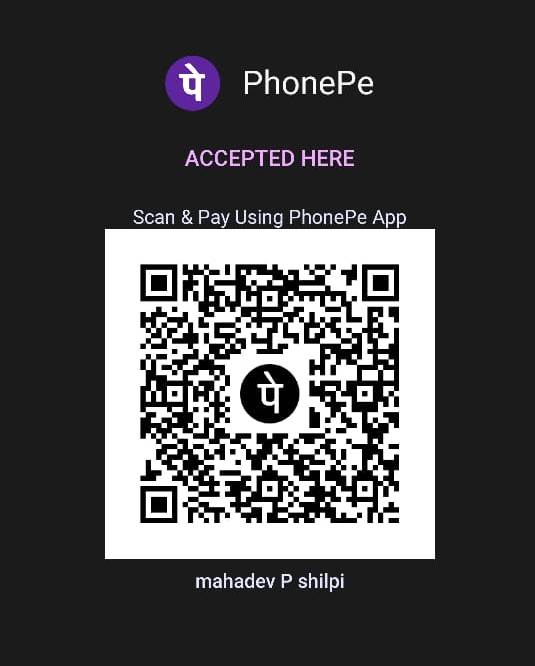 पे PhonePe
ACCEPTED HERE
Scan & Pay Using PhonePe App
पे
mahadev P shilpi